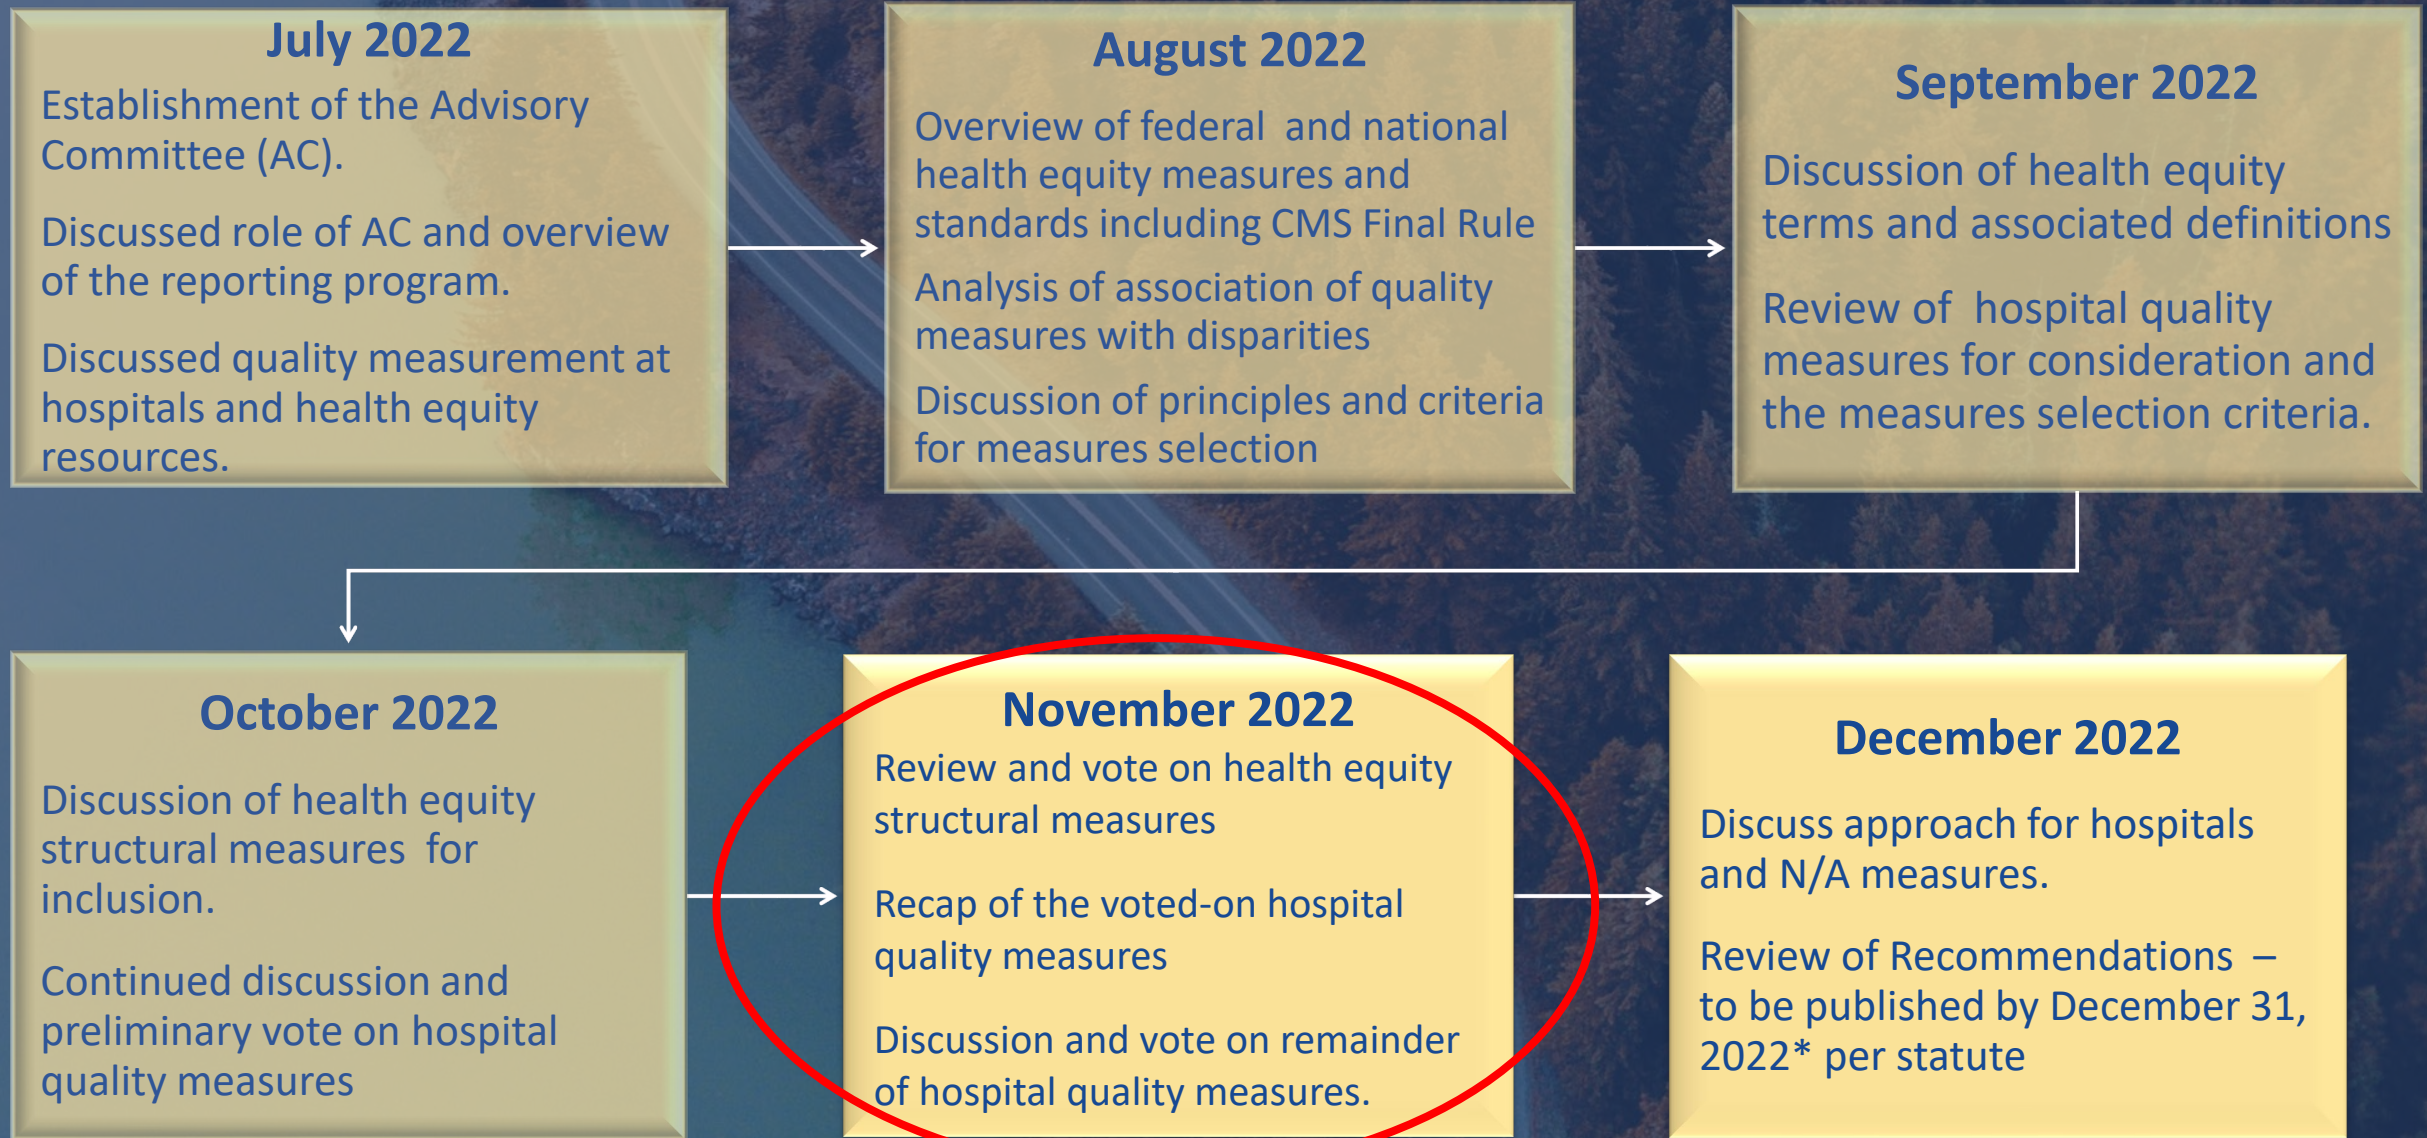 July 2022
Establishment of the Advisory
Committee (AC).
Discussed role of AC and overview
of the reporting program.
Discussed quality measurement at
hospitals and health equity
resources.
August 2022
Overview of federal and national
health equity measures and
standards including CMS Final Rule
Analysis of association of quality
measures with disparities
Discussion of principles and criteria
for measures selection
September 2022
Discussion of health equity
terms and associated definitions
Review of hospital quality
measures for consideration and
the measures selection criteria.
October 2022
Discussion of health equity
structural measures for
inclusion.
Continued discussion and
preliminary vote on hospital
quality measures
November 2022
Review and vote on health equity
structural measures
Recap of the voted-on hospital
quality measures
Discussion and vote on remainder
of hospital quality measures.
December 2022
Discuss approach for hospitals
and N/A measures.
Review of Recommendations –
to be published by December 31,
2022* per statute